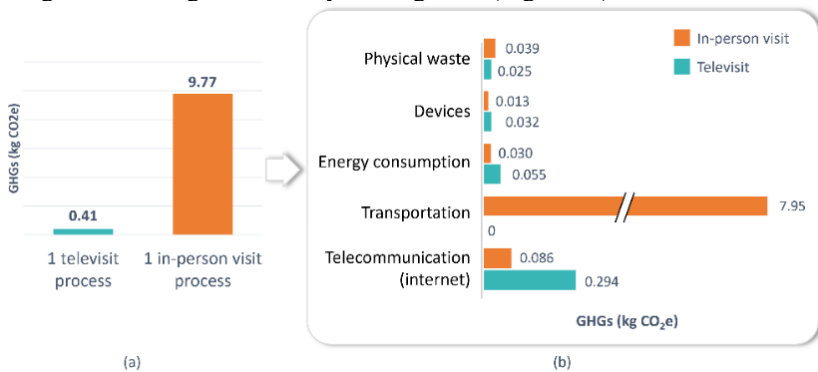 GHGs (kg CO2e)
0.41
9.77
1 televisit
process
1 in-person visit
process
(a)
In-person visit
Televisit
Physical waste
0.039
0.025
Devices
0.013
0.032
Energy consumption
0.030
0.055
Transportation
7.95
0
Telecommunication
(internet)
0.086
0.294
GHGs (kg CO₂e)
(b)